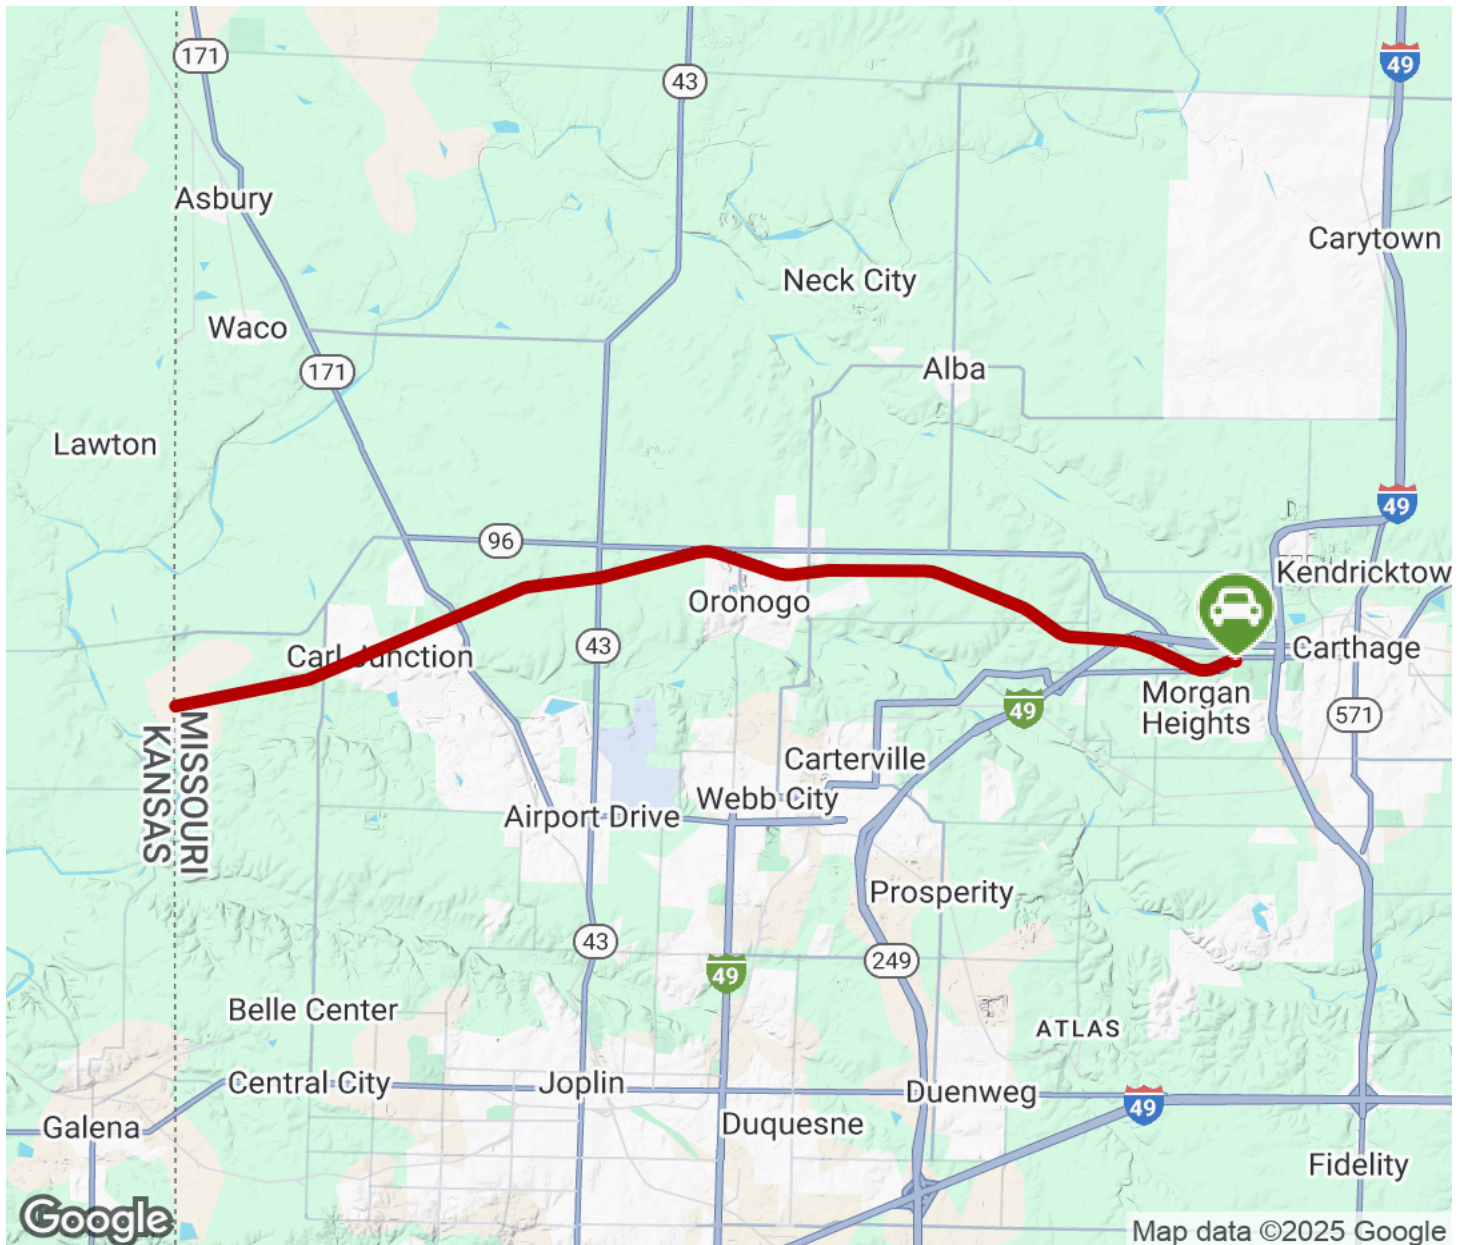 171
43
49
Asbury
Carytown
Neck City
Waco
171
Alba
Lawton
49
96
Kendricktow
Oronogo
43
Carl Junction
Carthage
Morgan
Heights
49
571
MISSOURI
KANSAS
Carterville
Webb City
Airport Drive
Prosperity
43
249
49
Belle Center
ATLAS
Central City
Joplin
Duenweg
49
Galena
Duquesne
Fidelity
Google
Map data ©2025 Google